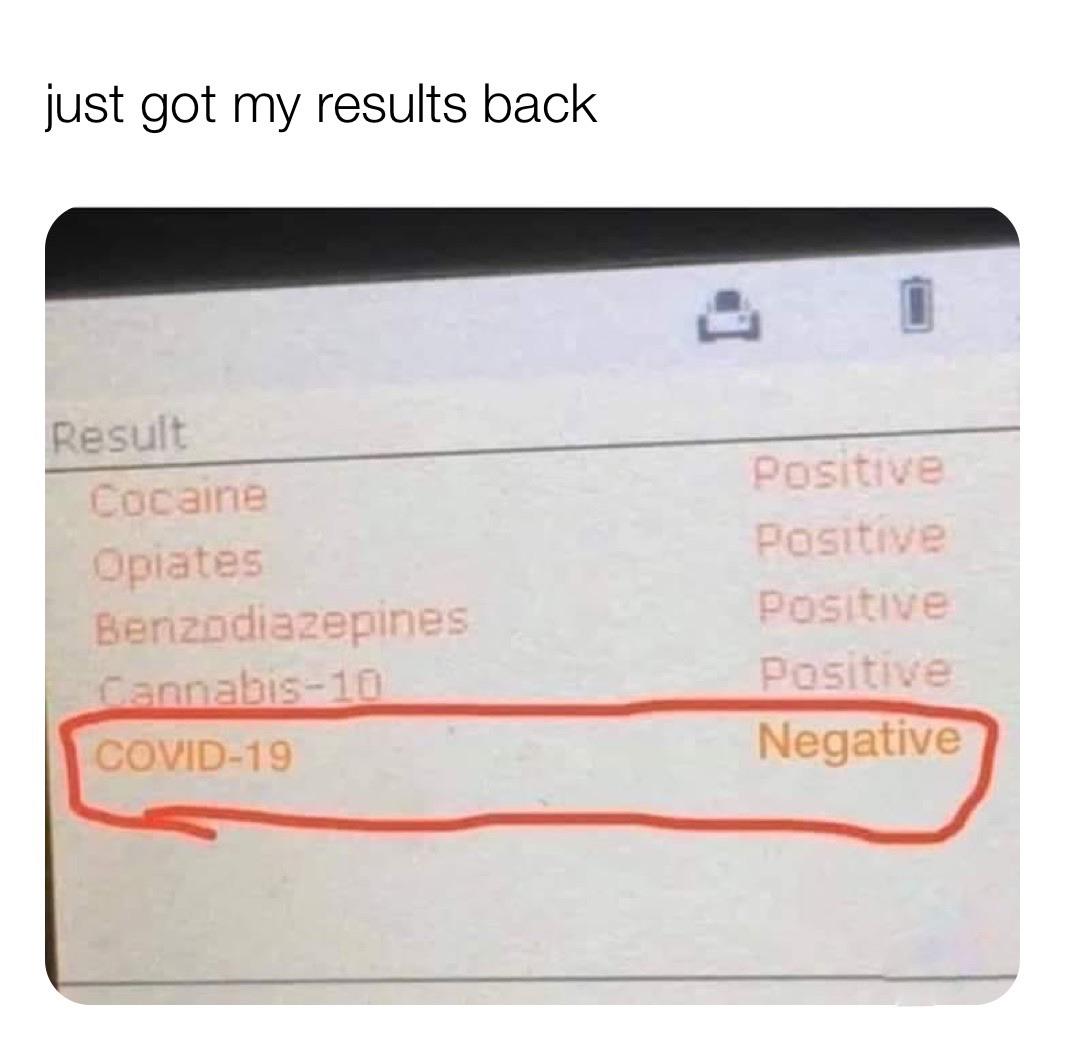 just got my results back
Result
Cocaine Positive
Opiates Positive
Benzodiazepines Positive
Cannabis-10 Positive
COVID-19 Negative